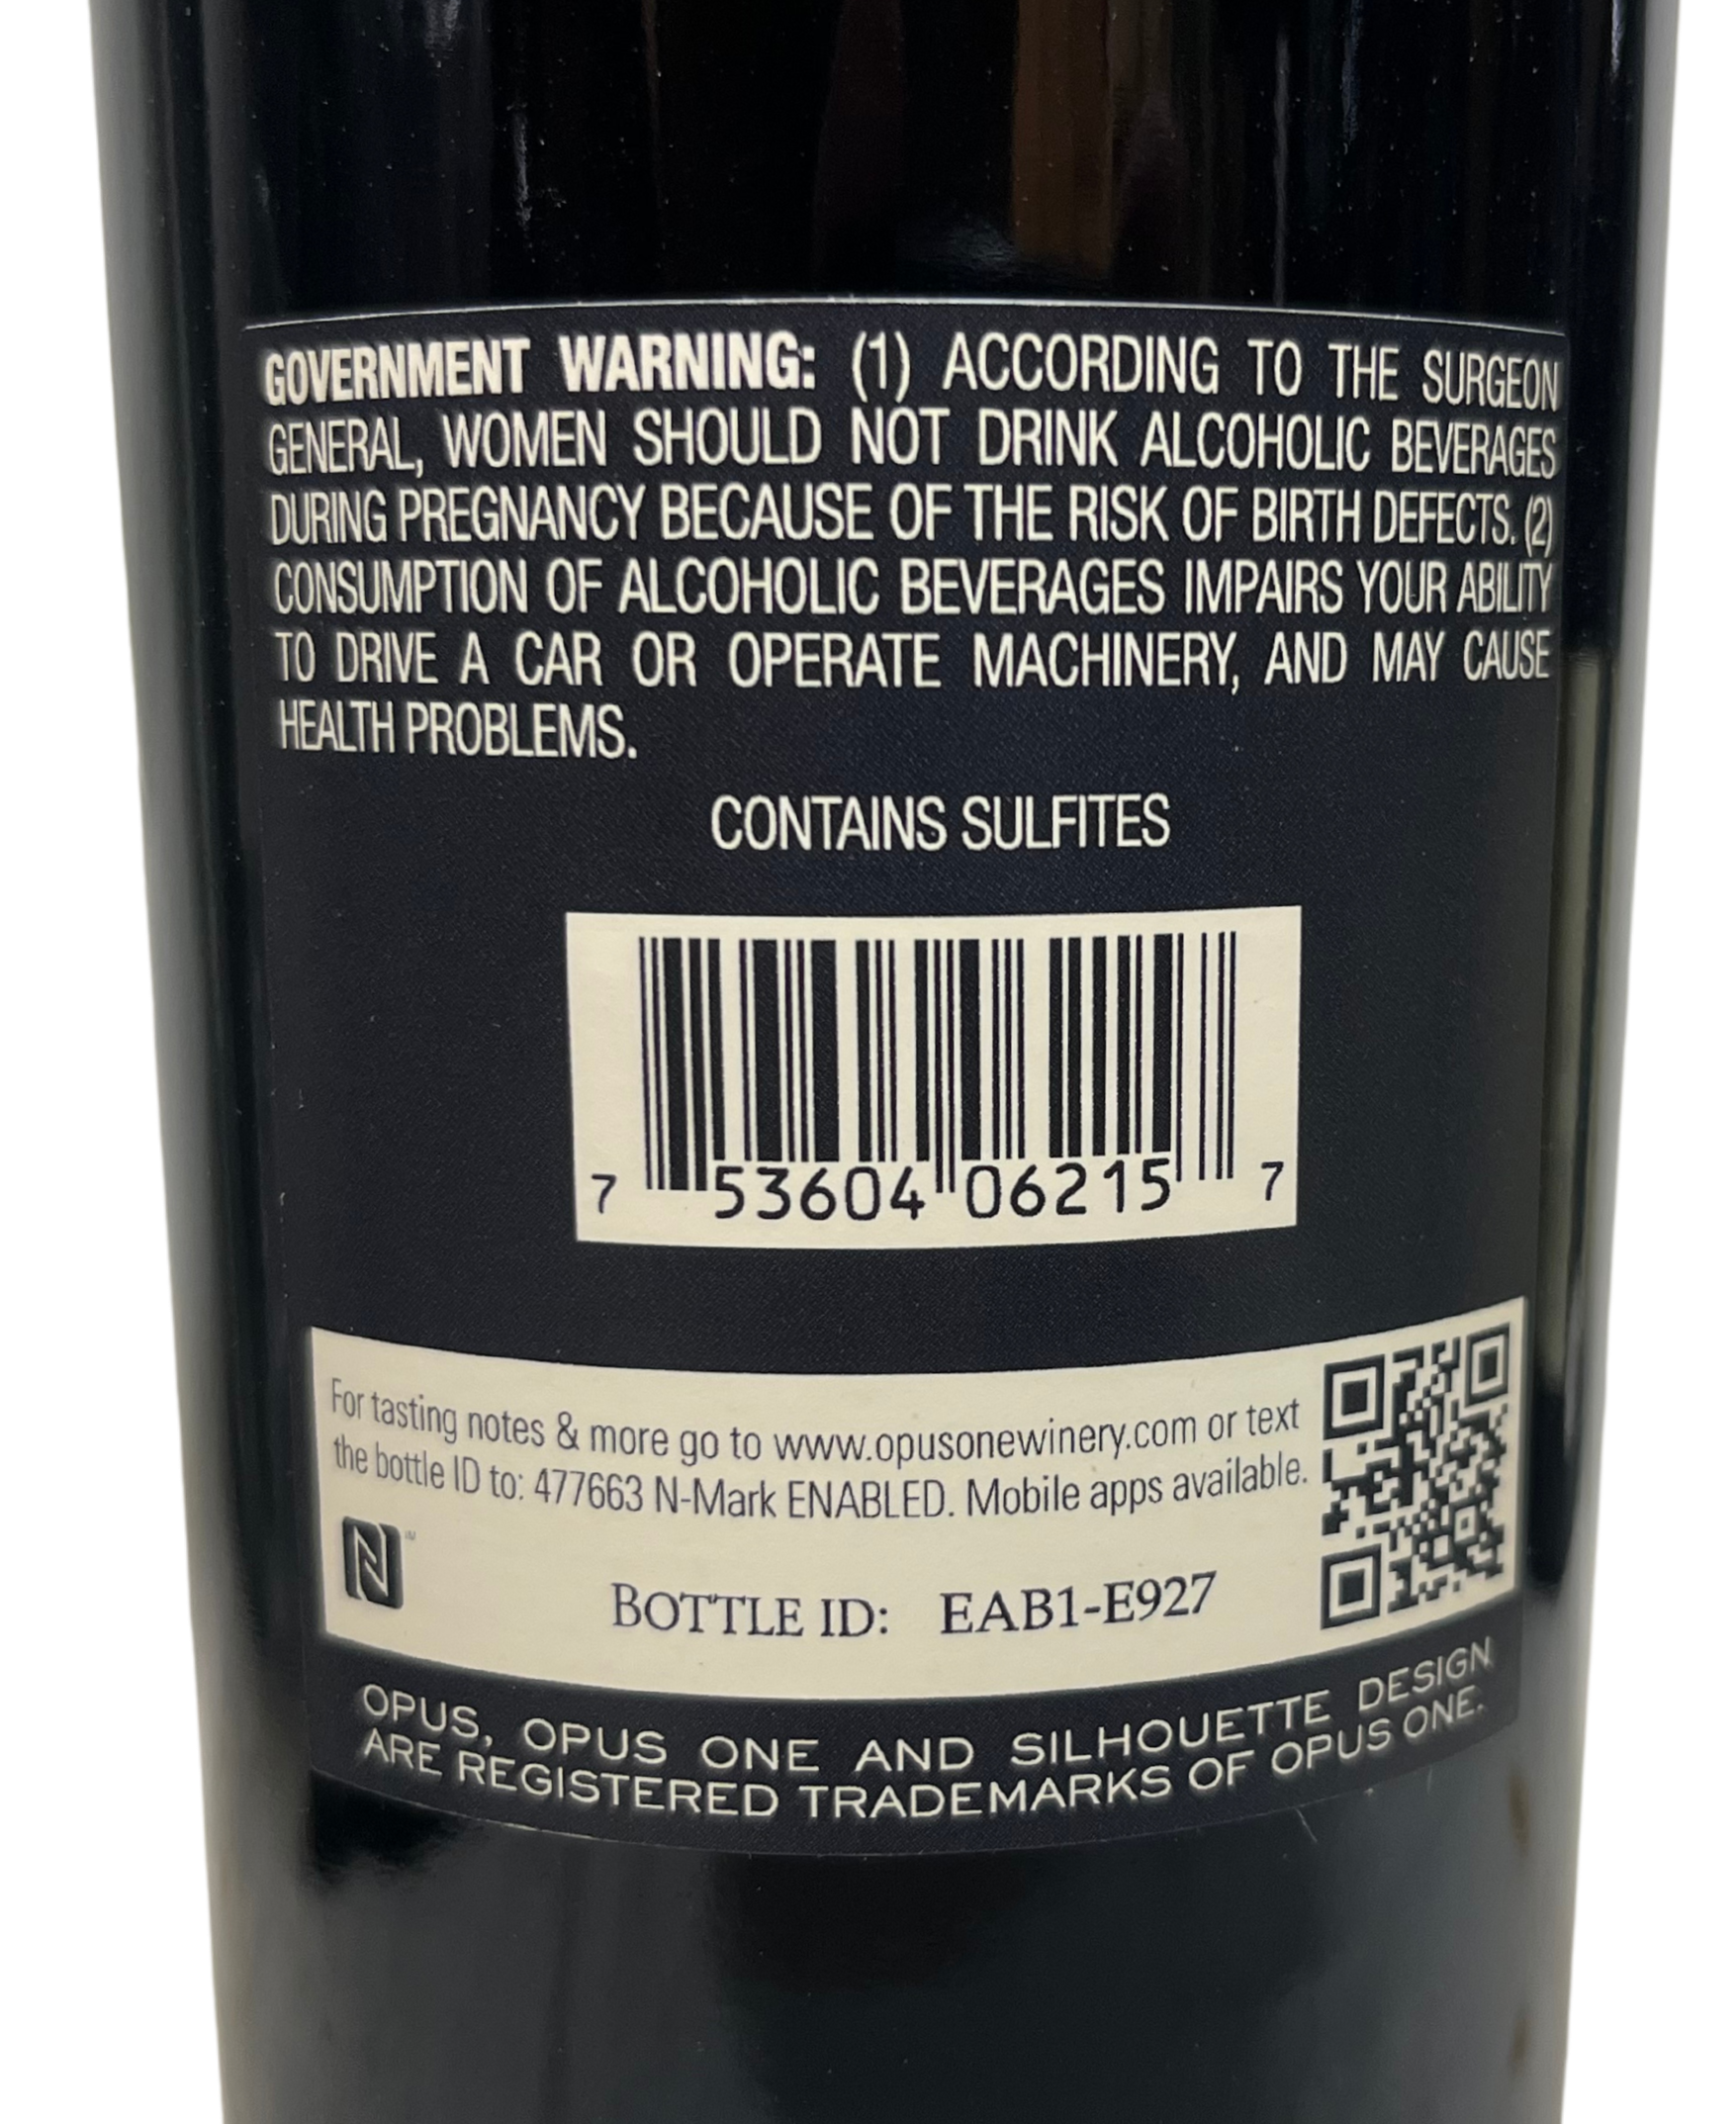 GOVERNMENT WARNING: (1) ACCORDING TO THE SURGEON
GENERAL, WOMEN SHOULD NOT DRINK ALCOHOLIC BEVERAGES
DURING PREGNANCY BECAUSE OF THE RISK OF BIRTH DEFECTS. (2)
CONSUMPTION OF ALCOHOLIC BEVERAGES IMPAIRS YOUR ABILITY
TO DRIVE A CAR OR OPERATE MACHINERY, AND MAY CAUSE
HEALTH PROBLEMS.
CONTAINS SULFITES
7 53604 06215 7
For tasting notes & more go to www.opusonewinery.com or text
the bottle ID to: 477663 N-Mark ENABLED. Mobile apps available.
N ™
BOTTLE ID: EAB1-E927
OPUS, OPUS ONE AND SILHOUETTE DESIGN
ARE REGISTERED TRADEMARKS OF OPUS ONE.